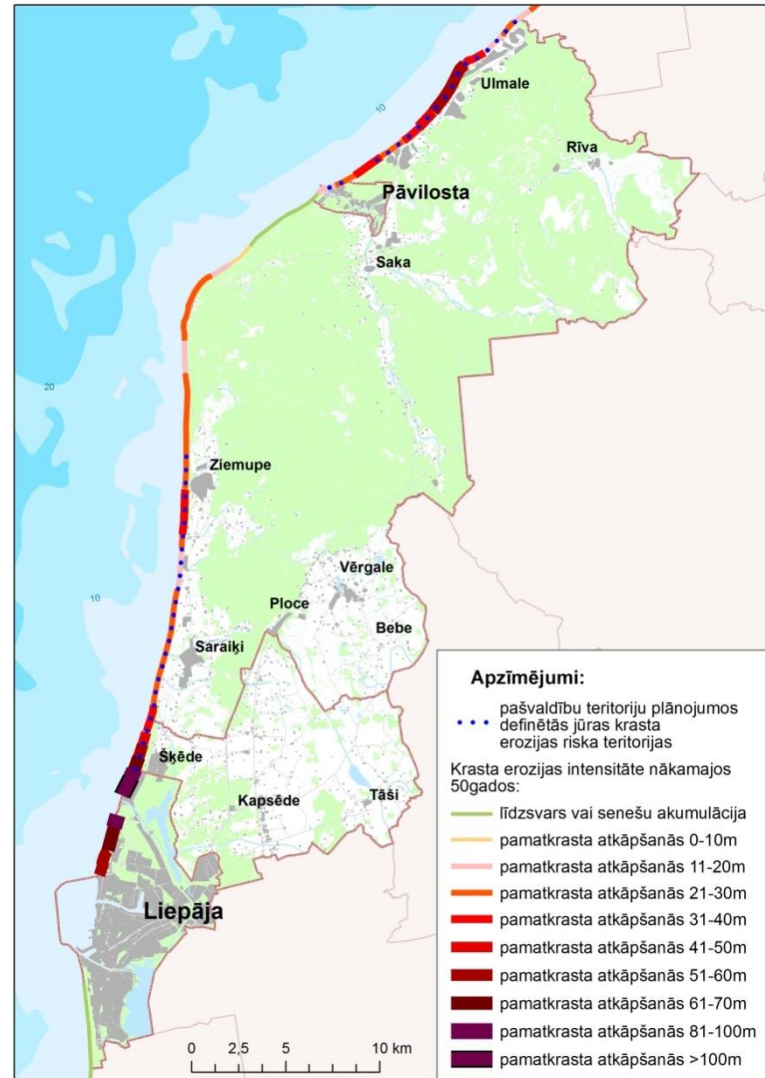 10
Ulmale
Rīva
Pāvilosta
Saka
20
Ziemupe
Vērgale
Ploce
10
Bebe
Saraiķi
Šķēde
Kapsēde
Tāši
Liepāja
0 2,5 5 10 km
Apzīmējumi:
pašvaldību teritoriju plānojumos
definētās jūras krasta
erozijas riska teritorijas
Krasta erozijas intensitāte nākamajos
50gados:
līdzsvars vai senešu akumulācija
pamatkrasta atkāpšanās 0-10m
pamatkrasta atkāpšanās 11-20m
pamatkrasta atkāpšanās 21-30m
pamatkrasta atkāpšanās 31-40m
pamatkrasta atkāpšanās 41-50m
pamatkrasta atkāpšanās 51-60m
pamatkrasta atkāpšanās 61-70m
pamatkrasta atkāpšanās 81-100m
pamatkrasta atkāpšanās >100m